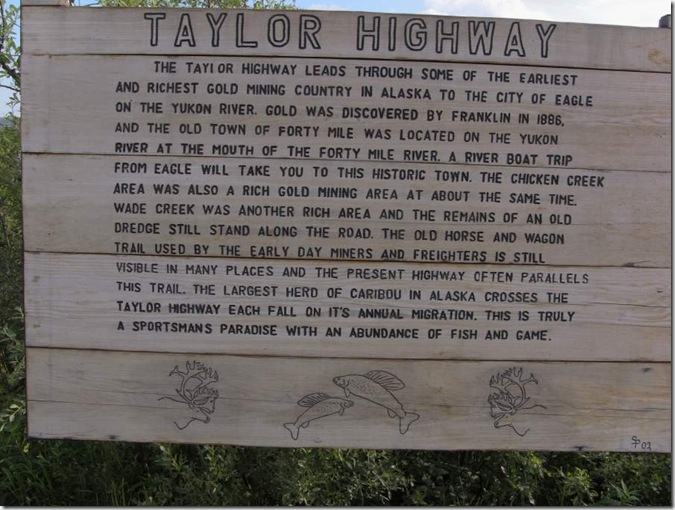 TAYLOR HIGHWAY
THE TAYLOR HIGHWAY LEADS THROUGH SOME OF THE EARLIEST
AND RICHEST GOLD MINING COUNTRY IN ALASKA TO THE CITY OF EAGLE
ON THE YUKON RIVER. GOLD WAS DISCOVERED BY FRANKLIN IN 1886,
AND THE OLD TOWN OF FORTY MILE WAS LOCATED ON THE YUKON
RIVER AT THE MOUTH OF THE FORTY MILE RIVER. A RIVER BOAT TRIP
FROM EAGLE WILL TAKE YOU TO THIS HISTORIC TOWN. THE CHICKEN CREEK
AREA WAS ALSO A RICH GOLD MINING AREA AT ABOUT THE SAME TIME.
WADE CREEK WAS ANOTHER RICH AREA AND THE REMAINS OF AN OLD
DREDGE STILL STAND ALONG THE ROAD. THE OLD HORSE AND WAGON
TRAIL USED BY THE EARLY DAY MINERS AND FREIGHTERS IS STILL
VISIBLE IN MANY PLACES AND THE PRESENT HIGHWAY OFTEN PARALLELS
THIS TRAIL. THE LARGEST HERD OF CARIBOU IN ALASKA CROSSES THE
TAYLOR HIGHWAY EACH FALL ON IT'S ANNUAL MIGRATION. THIS IS TRULY
A SPORTSMANS PARADISE WITH AN ABUNDANCE OF FISH AND GAME.
SP 03